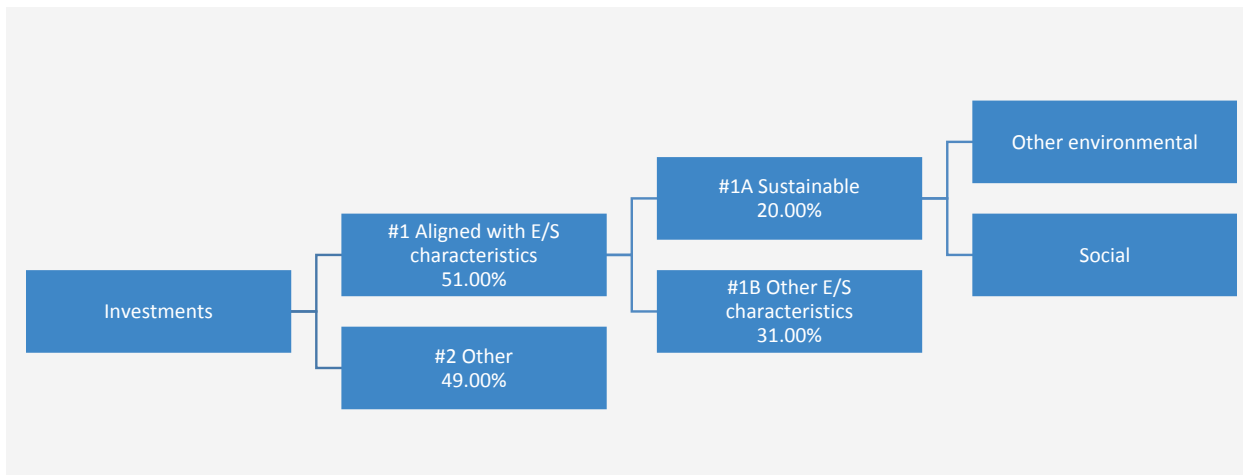 Investments
#1 Aligned with E/S
characteristics
51.00%
#2 Other
49.00%
#1A Sustainable
20.00%
#1B Other E/S
characteristics
31.00%
Other environmental
Social